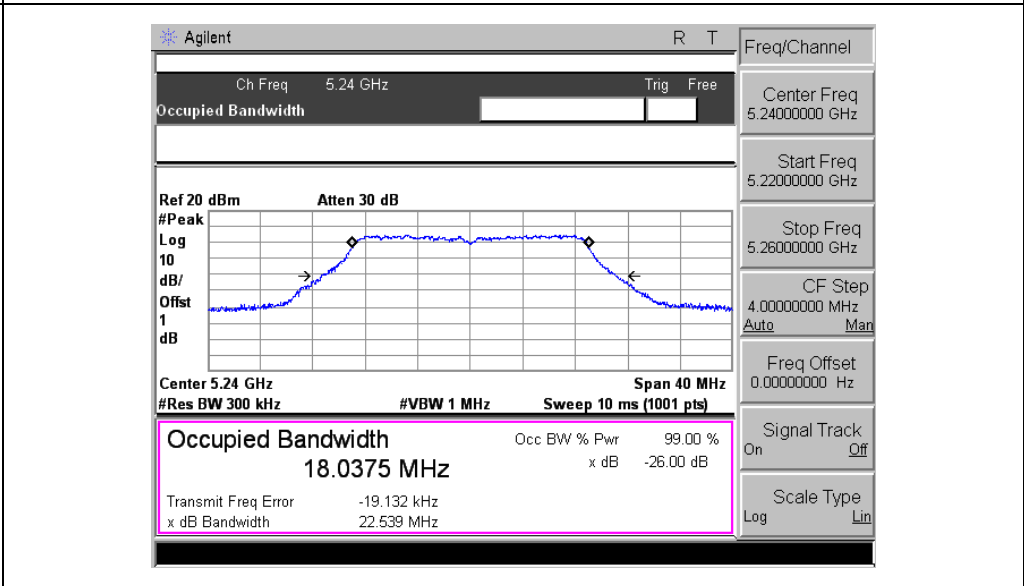 Agilent R T
Ch Freq 5.24 GHz Trig Free
Occupied Bandwidth
Ref 20 dBm Atten 30 dB
#Peak
Log
10
dB/
Offst
1
dB
Center 5.24 GHz Span 40 MHz
#Res BW 300 kHz #VBW 1 MHz Sweep 10 ms (1001 pts)
Occupied Bandwidth Occ BW % Pwr 99.00 %
18.0375 MHz x dB -26.00 dB
Transmit Freq Error -19.132 kHz
x dB Bandwidth 22.539 MHz
Freq/Channel
Center Freq
5.24000000 GHz
Start Freq
5.22000000 GHz
Stop Freq
5.26000000 GHz
CF Step
4.00000000 MHz
Auto Man
Freq Offset
0.00000000 Hz
Signal Track
On Off
Scale Type
Log Lin